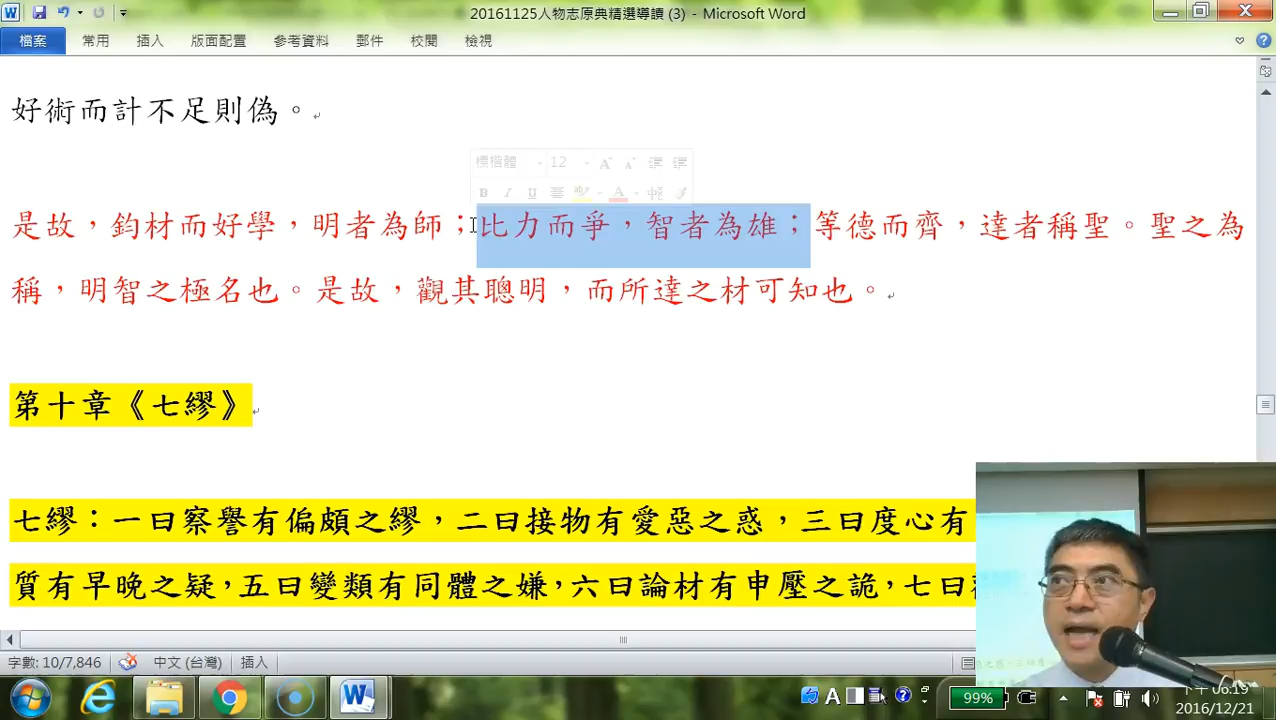 20161125人物志原典精選導讀 (3) - Microsoft Word
檔案 常用 插入 版面配置 參考資料 郵件 校閱 檢視
好術而計不足則偽。
標楷體 12
是故，鈞材而好學，明者為師；比力而爭，智者為雄；等德而齊，達者稱聖。聖之為
稱，明智之極名也。是故，觀其聰明，而所達之材可知也。
第十章《七繆》
七繆：一曰察譽有偏頗之繆，二曰接物有愛惡之惑，三曰度心有
質有早晚之疑，五曰變類有同體之嫌，六曰論材有申壓之詭，七曰
字數: 10/7,846 中文 (台灣) 插入
99% 下午 06:19
2016/12/21